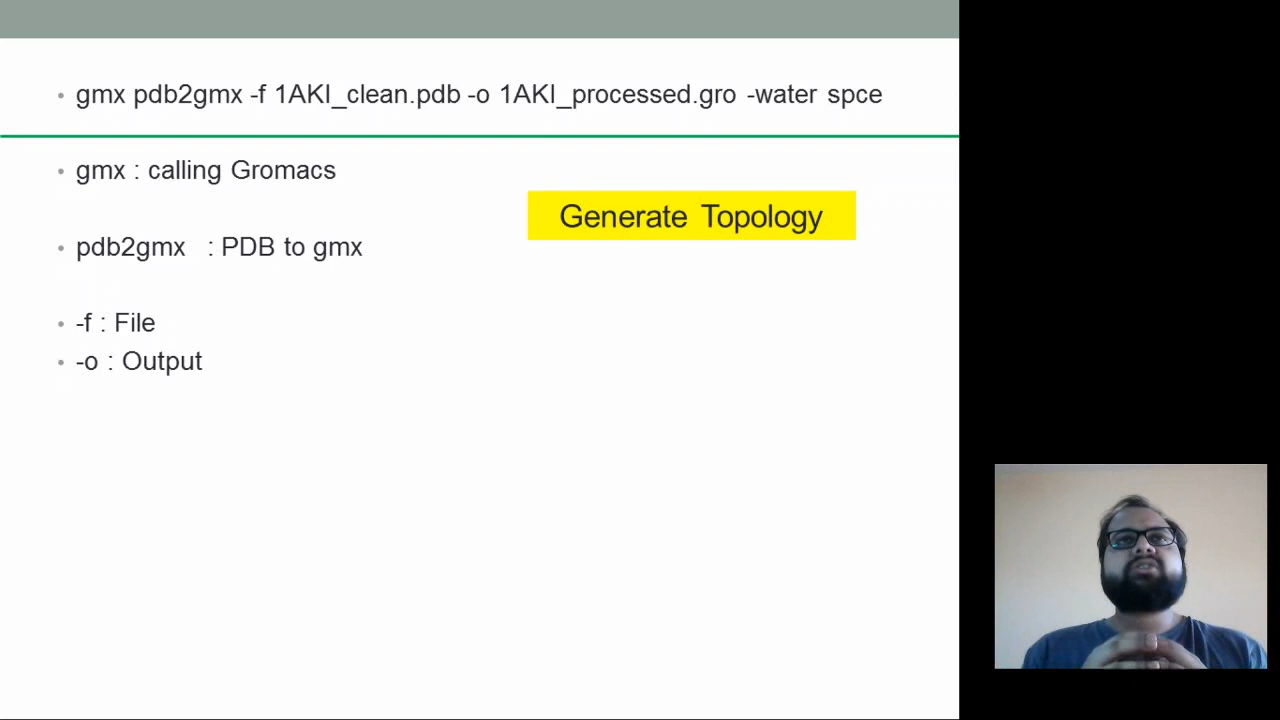 gmx pdb2gmx -f 1AKI_clean.pdb -o 1AKI_processed.gro -water spce
gmx : calling Gromacs
Generate Topology
pdb2gmx : PDB to gmx
-f : File
-o : Output